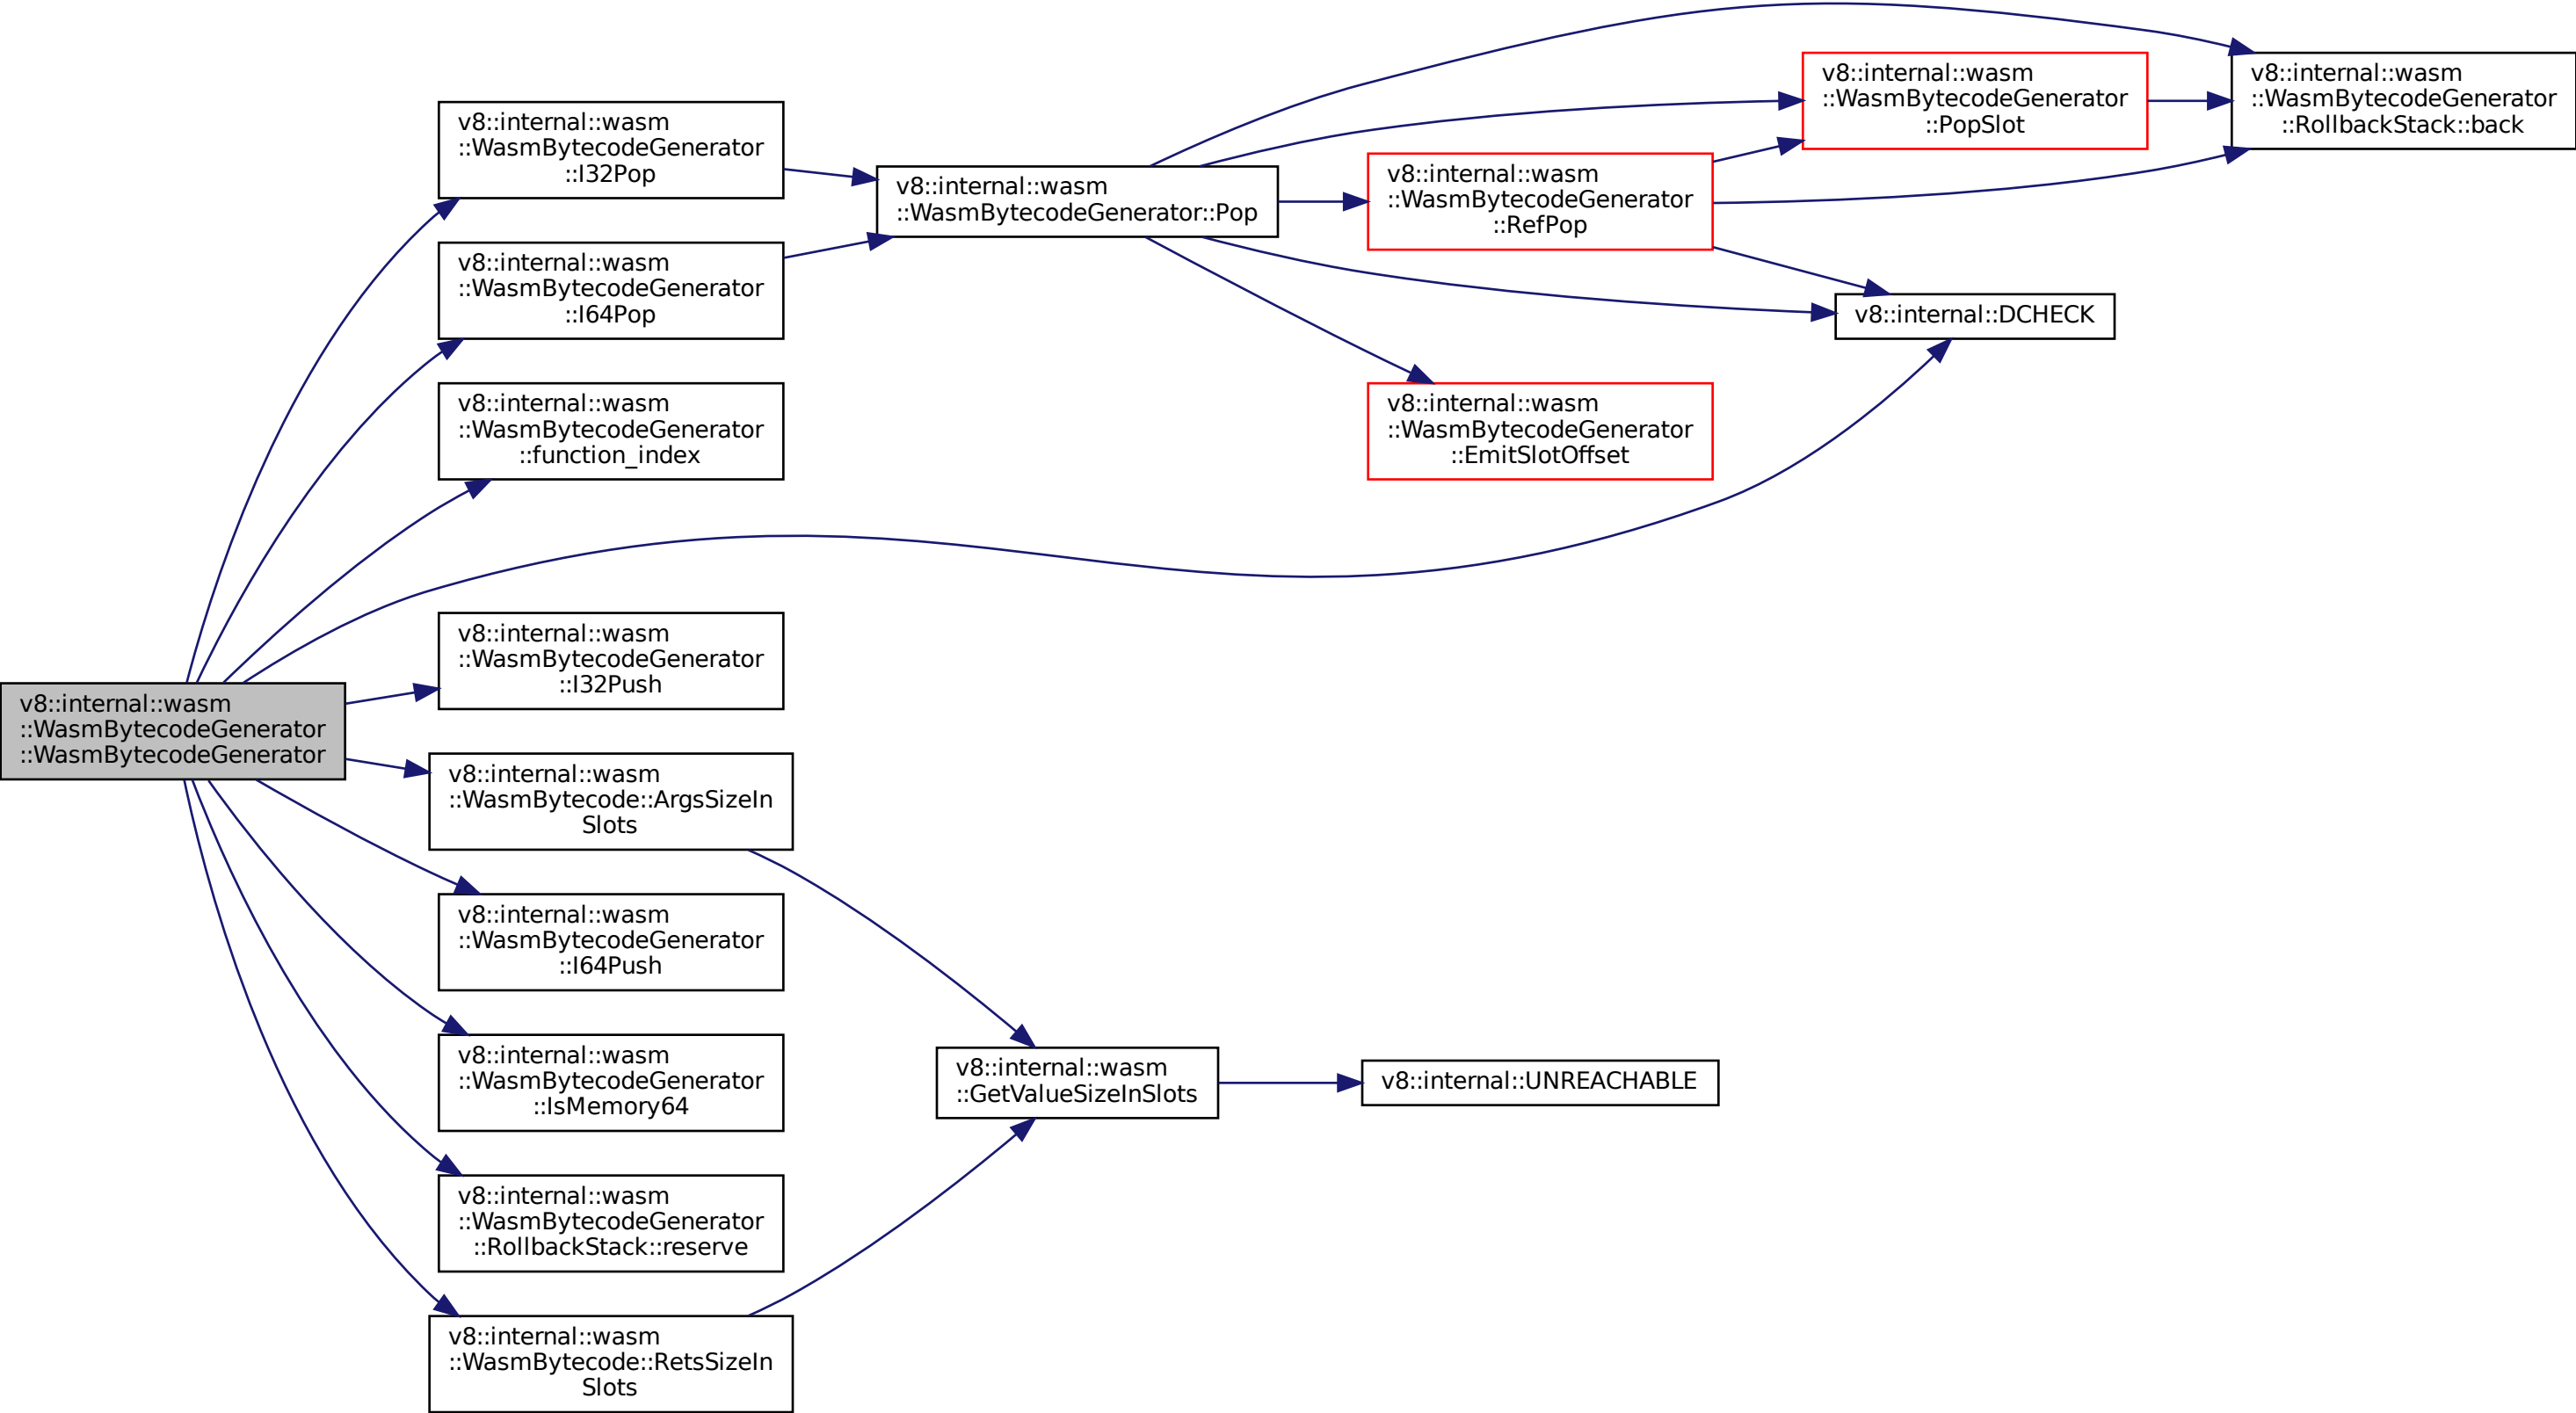 v8::internal::wasm
::WasmBytecodeGenerator
::WasmBytecodeGenerator
v8::internal::wasm
::WasmBytecodeGenerator
::I32Pop
v8::internal::wasm
::WasmBytecodeGenerator
::I64Pop
v8::internal::wasm
::WasmBytecodeGenerator
::function_index
v8::internal::wasm
::WasmBytecodeGenerator
::I32Push
v8::internal::wasm
::WasmBytecode::ArgsSizeIn
Slots
v8::internal::wasm
::WasmBytecodeGenerator
::I64Push
v8::internal::wasm
::WasmBytecodeGenerator
::IsMemory64
v8::internal::wasm
::WasmBytecodeGenerator
::RollbackStack::reserve
v8::internal::wasm
::WasmBytecode::RetsSizeIn
Slots
v8::internal::wasm
::WasmBytecodeGenerator::Pop
v8::internal::wasm
::GetValueSizeInSlots
v8::internal::wasm
::WasmBytecodeGenerator
::RefPop
v8::internal::wasm
::WasmBytecodeGenerator
::EmitSlotOffset
v8::internal::UNREACHABLE
v8::internal::wasm
::WasmBytecodeGenerator
::PopSlot
v8::internal::DCHECK
v8::internal::wasm
::WasmBytecodeGenerator
::RollbackStack::back